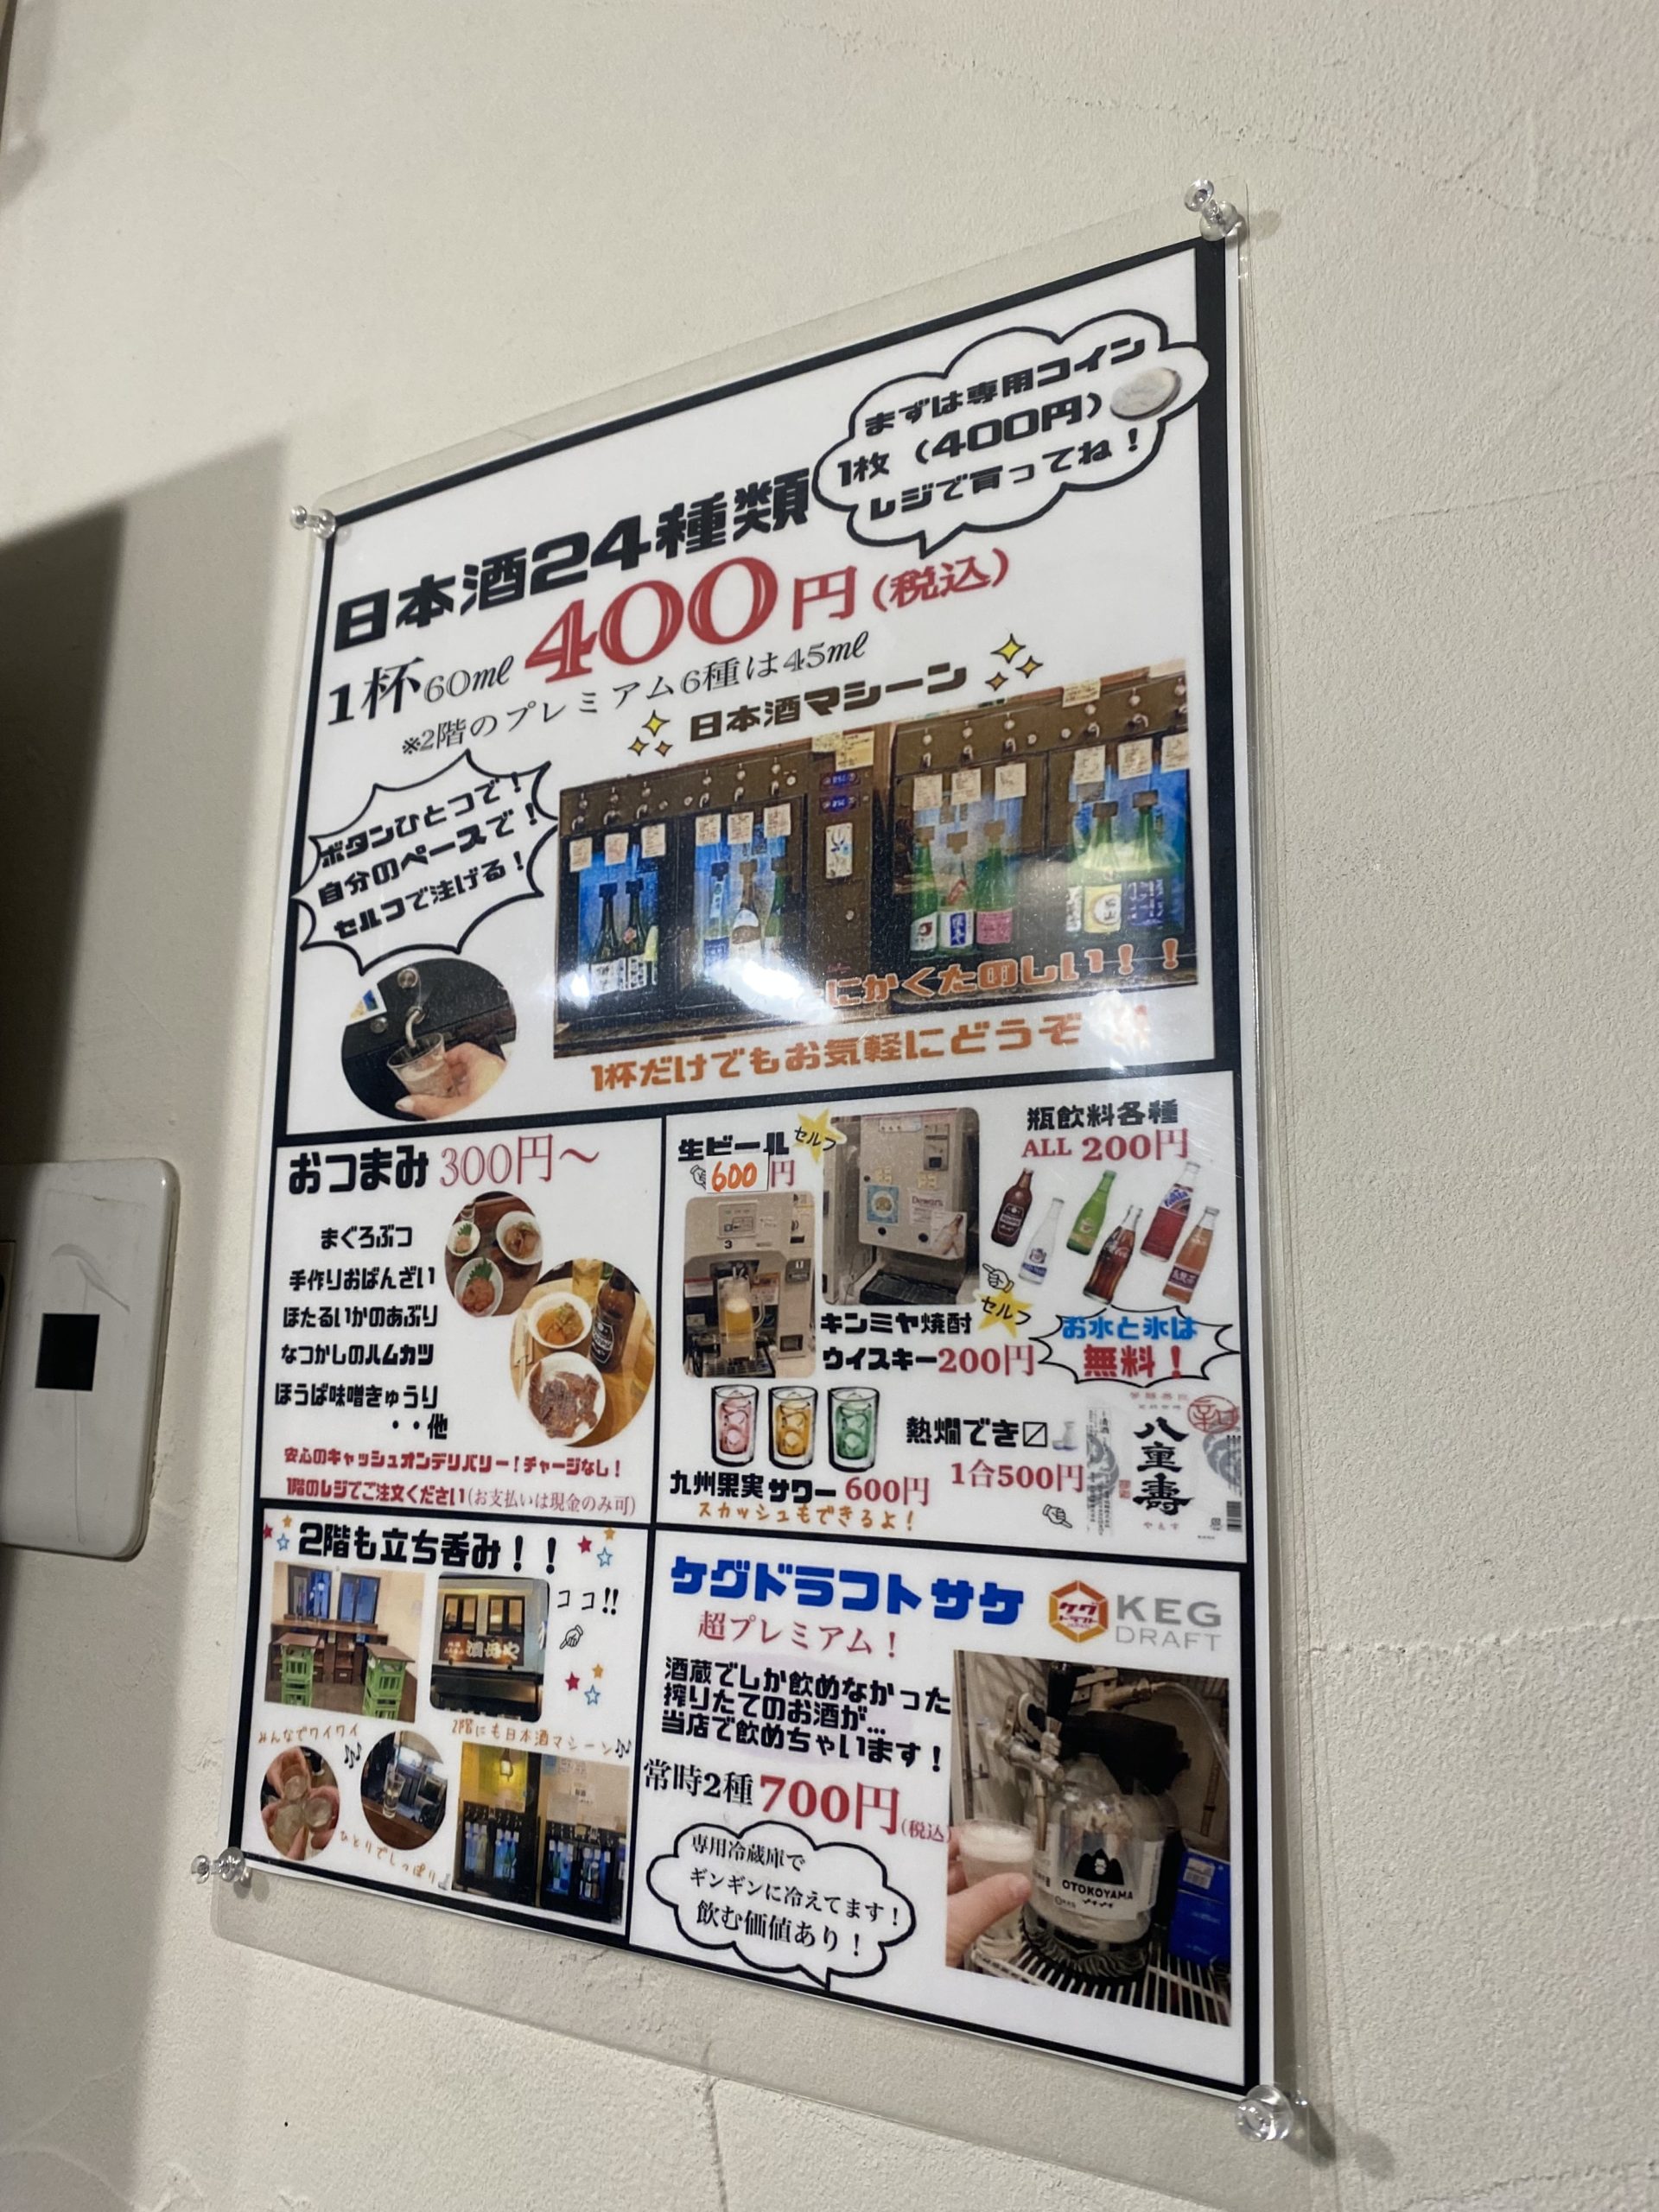 まずは専用コイン
1枚（400円）
レジで買ってね！
日本酒24種類
1杯60ml 400円(税込)
※2階のプレミアム6種は45ml
日本酒マシーン
ボタンひとつで！
自分のペースで！
セルフで注げる！
にかくたのしい！！
1杯だけでもお気軽にどうぞ
おつまみ 300円〜
まぐろぶつ
手作りおばんざい
ほたるいかのあぶり
なつかしのハムカツ
ほうば味噌きゅうり
・・他
安心のキャッシュオンデリバリー！チャージなし！
1階のレジでご注文ください(お支払いは現金のみ可)
生ビール セルフ
600円
3
Dewar's
瓶飲料各種
ALL 200円
キンミヤ焼酎 セルフ
ウイスキー200円
お水と氷は
無料！
九州果実サワー 600円
スカッシュもできるよ！
熱燗でき〼
1合500円
辛口
八重壽
やえす
2階も立ち呑み！！
ココ!!
みんなでワイワイ
2階にも日本酒マシーン
ひとりでしっぽり
ケグドラフトサケ
ケグ
KEG
DRAFT
超プレミアム！
酒蔵でしか飲めなかった
搾りたてのお酒が...
当店で飲めちゃいます！
常時2種 700円(税込)
専用冷蔵庫で
ギンギンに冷えてます！
飲む価値あり！
OTOKOYAMA